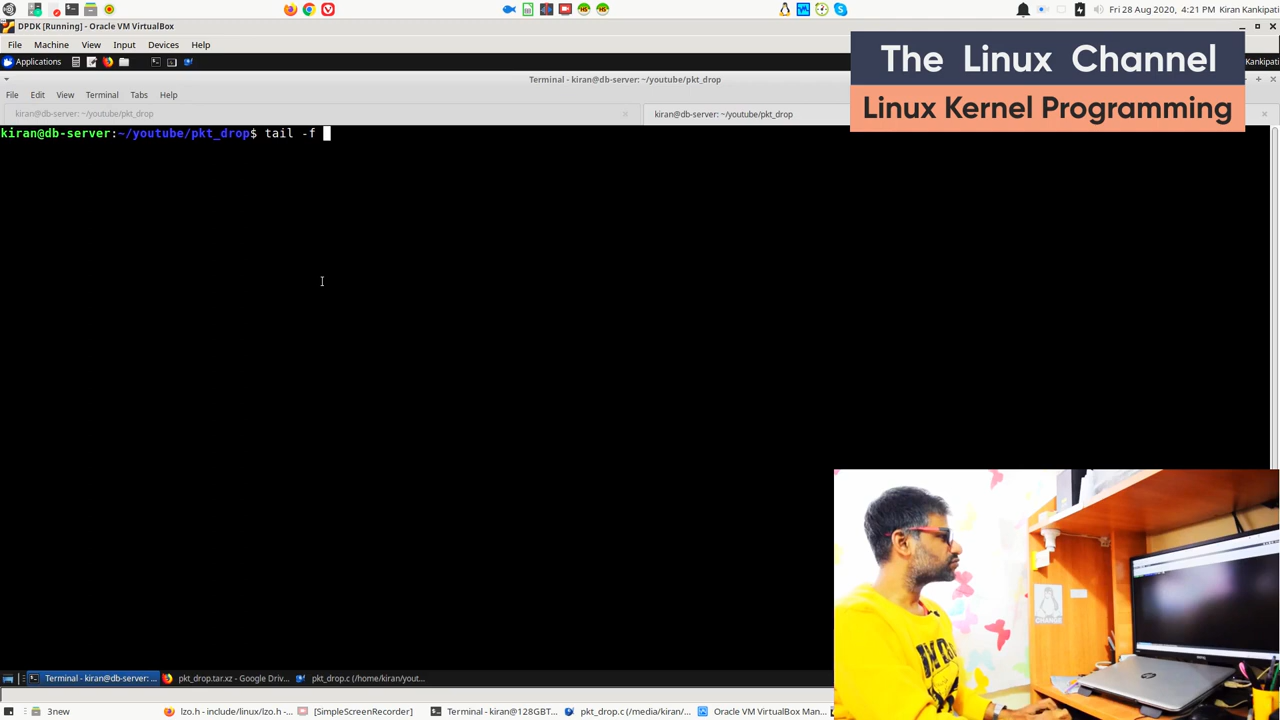 Fri 28 Aug 2020, 4:21 PM Kiran Kankipati
DPDK [Running] - Oracle VM VirtualBox
File Machine View Input Devices Help
Applications
Kankipati
The Linux Channel
Linux Kernel Programming
Terminal - kiran@db-server: ~/youtube/pkt_drop
File Edit View Terminal Tabs Help
kiran@db-server: ~/youtube/pkt_drop
kiran@db-server: ~/youtube/pkt_drop
kiran@db-server:~/youtube/pkt_drop$ tail -f
CHANGE
Terminal - kiran@db-server: ... pkt_drop.tar.xz - Google Driv... pkt_drop.c (/home/kiran/yout...
3new lzo.h - include/linux/lzo.h -... [SimpleScreenRecorder] Terminal - kiran@128GBT... pkt_drop.c (/media/kiran/... Oracle VM VirtualBox Man...